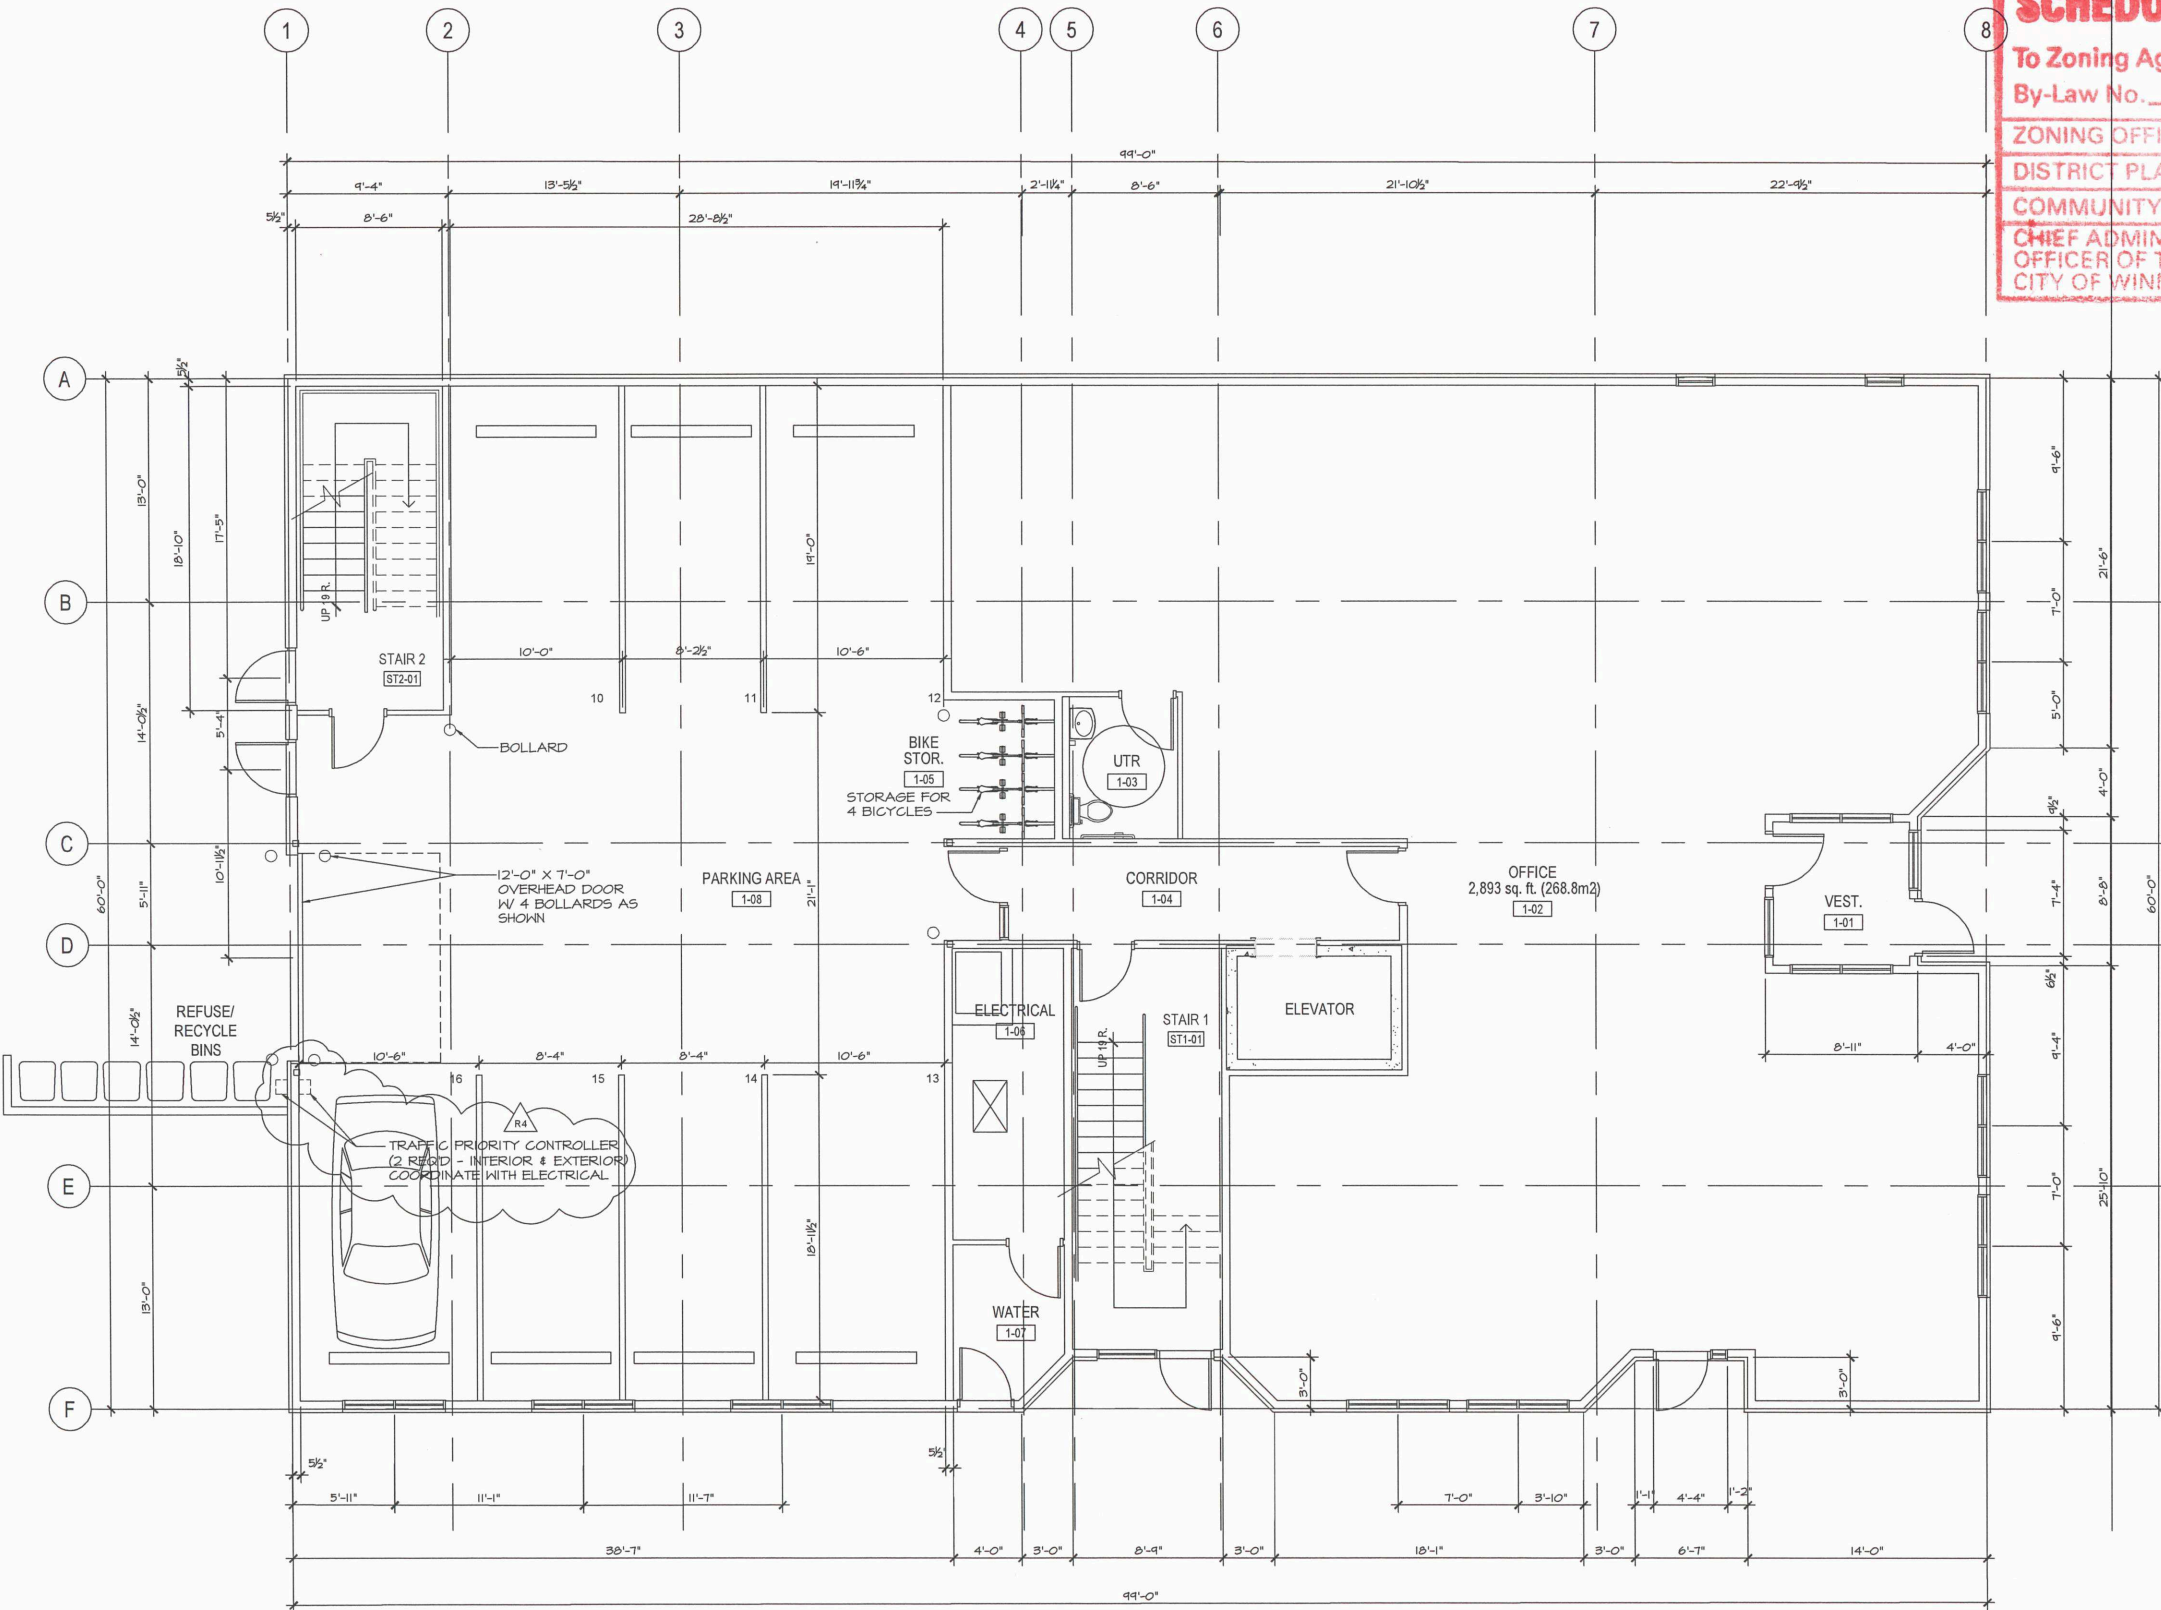 1
2
3
4
5
6
7
8
To Zoning
By-Law No.
ZONING
DISTRICT
COMMUNITY
CHIEF
OFFICER OF
CITY OF
99'-0"
9'-4"
13'-5½"
19'-11¾"
2'-11¼"
8'-6"
21'-10½"
22'-9½"
5½"
8'-6"
28'-8½"
A
B
C
D
E
F
5½"
13'-0"
18'-10"
17'-5"
14'-0½"
5'-4"
60'-0"
5'-11"
10'-11½"
14'-0½"
13'-0"
UP 19 R.
STAIR 2
ST2-01
10'-0"
8'-2½"
10'-6"
19'-0"
10
11
12
BOLLARD
BIKE
STOR.
1-05
STORAGE FOR
4 BICYCLES
UTR
1-03
12'-0" X 7'-0"
OVERHEAD DOOR
W/ 4 BOLLARDS AS
SHOWN
PARKING AREA
1-08
21'-1"
CORRIDOR
1-04
OFFICE
2,893 sq. ft. (268.8m2)
1-02
VEST.
1-01
REFUSE/
RECYCLE
BINS
ELECTRICAL
1-06
UP 19 R.
STAIR 1
ST1-01
ELEVATOR
8'-11"
4'-0"
10'-6"
8'-4"
8'-4"
10'-6"
16
15
14
13
R4
TRAFFIC PRIORITY CONTROLLER
(2 REQ'D - INTERIOR & EXTERIOR)
COORDINATE WITH ELECTRICAL
18'-11½"
WATER
1-07
3'-0"
3'-0"
9'-6"
7'-0"
5'-0"
21'-6"
4'-0"
9½"
7'-4"
8'-8"
60'-0"
6½"
9'-4"
7'-0"
25'-10"
9'-6"
5½"
5½"
5'-11"
11'-1"
11'-7"
7'-0"
3'-10"
1'-1"
4'-4"
1'-2"
38'-7"
4'-0"
3'-0"
8'-9"
3'-0"
18'-1"
3'-0"
6'-7"
14'-0"
99'-0"